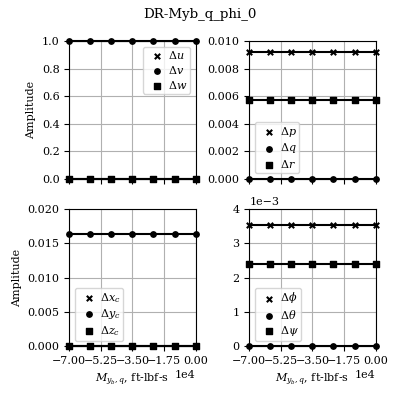 DR-Myb_q_phi_0
1.0
0.8
0.6
0.4
0.2
0.0
Amplitude
Δu
Δv
Δw
0.010
0.008
0.006
0.004
0.002
0.000
Δp
Δq
Δr
0.020
0.015
0.010
0.005
0.000
Amplitude
Δx_c
Δy_c
Δz_c
−7.00 −5.25 −3.50 −1.75 0.00
1e4
M_{y_b,q}, ft-lbf-s
1e−3
4
3
2
1
0
Δϕ
Δθ
Δψ
−7.00 −5.25 −3.50 −1.75 0.00
1e4
M_{y_b,q}, ft-lbf-s